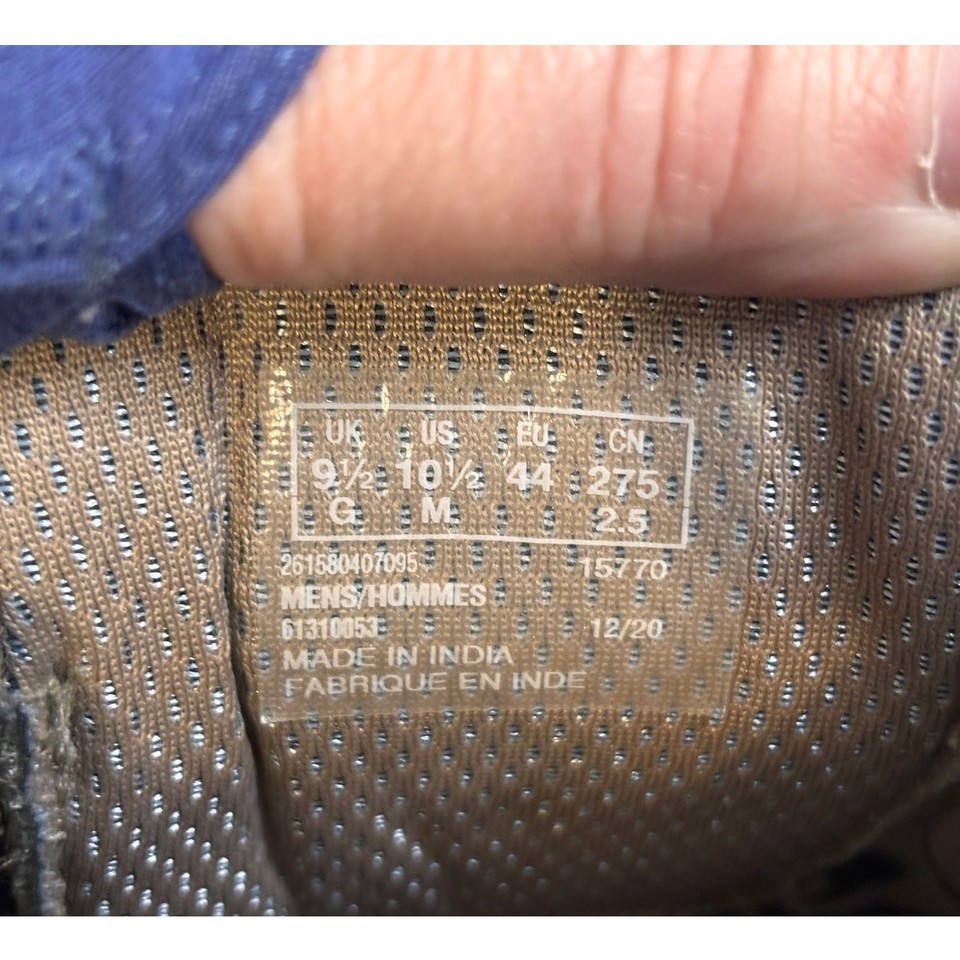 UK US EU CN
9½ 10½ 44 275
G M 2.5
261580407095 15770
MENS/HOMMES
61310053 12/20
MADE IN INDIA
FABRIQUE EN INDE